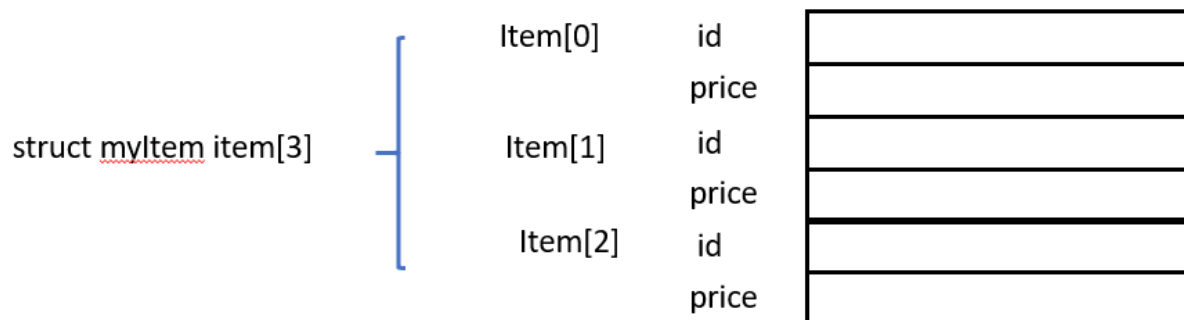 Item[0] id
price
struct myItem item[3] Item[1] id
price
Item[2] id
price